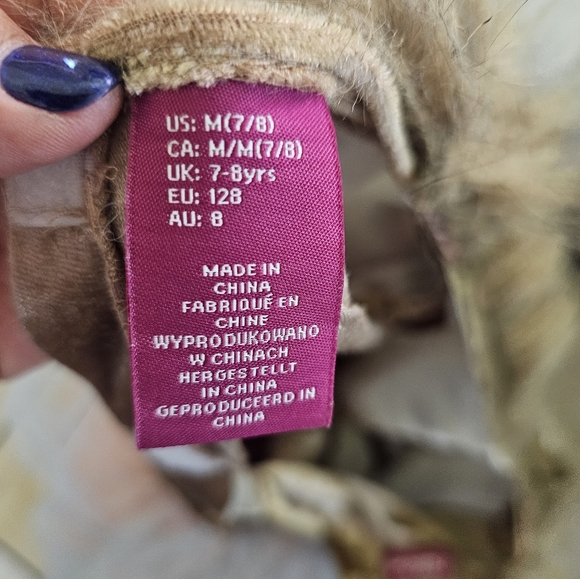 US: M(7/8)
CA: M/M(7/8)
UK: 7-8yrs
EU: 128
AU: 8
MADE IN
CHINA
FABRIQUÉ EN
CHINE
WYPRODUKOWANO
W CHINACH
HERGESTELLT
IN CHINA
GEPRODUCEERD IN
CHINA